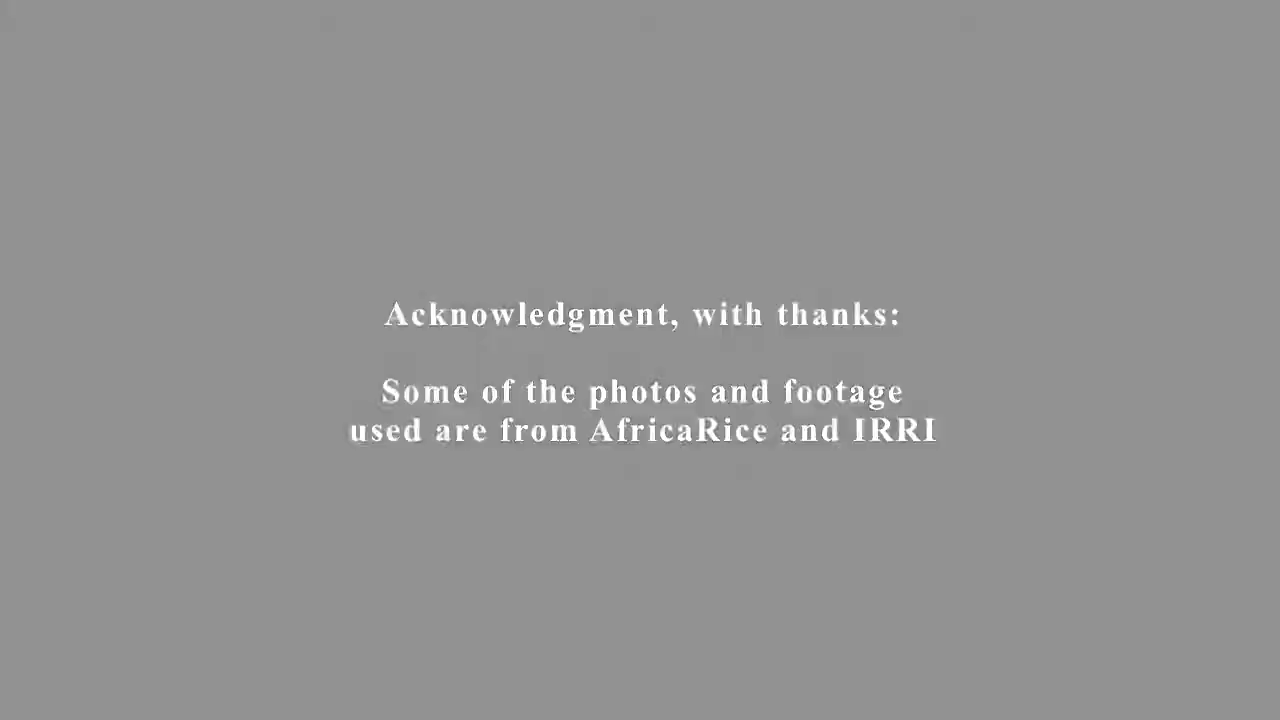 Acknowledgment, with thanks:
Some of the photos and footage
used are from AfricaRice and IRRI